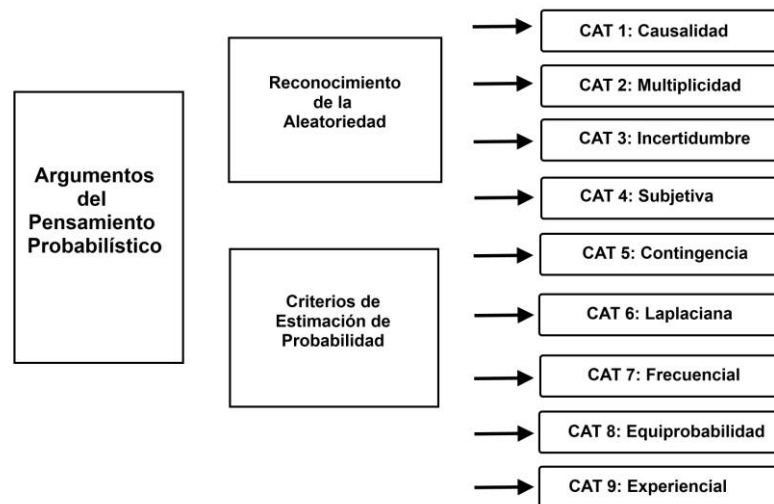 Argumentos
del
Pensamiento
Probabilístico
Reconocimiento
de la
Aleatoriedad
Criterios de
Estimación de
Probabilidad
CAT 1: Causalidad
CAT 2: Multiplicidad
CAT 3: Incertidumbre
CAT 4: Subjetiva
CAT 5: Contingencia
CAT 6: Laplaciana
CAT 7: Frecuencial
CAT 8: Equiprobabilidad
CAT 9: Experiencial